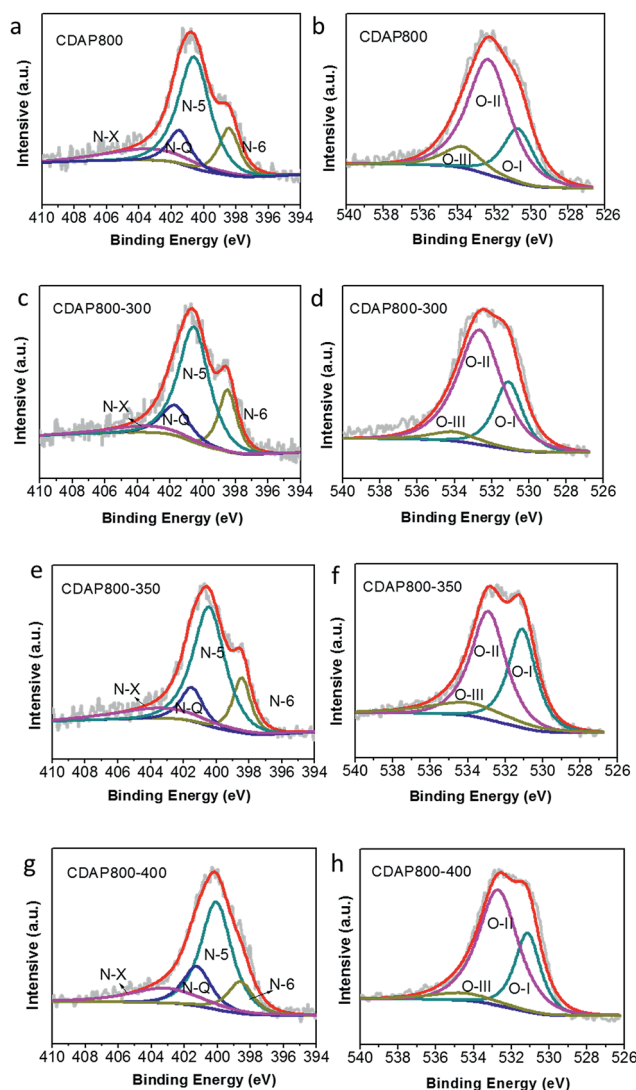 a
CDAP800
N-X
N-Q
N-5
N-6
Intensive (a.u.)
410 408 406 404 402 400 398 396 394
Binding Energy (eV)
b
CDAP800
O-III
O-II
O-I
Intensive (a.u.)
540 538 536 534 532 530 528 526
Binding Energy (eV)
c
CDAP800-300
N-X
N-Q
N-5
N-6
Intensive (a.u.)
410 408 406 404 402 400 398 396 394
Binding Energy (eV)
d
CDAP800-300
O-III
O-II
O-I
Intensive (a.u.)
540 538 536 534 532 530 528 526
Binding Energy (eV)
e
CDAP800-350
N-X
N-Q
N-5
N-6
Intensive (a.u.)
410 408 406 404 402 400 398 396 394
Binding Energy (eV)
f
CDAP800-350
O-III
O-II
O-I
Intensive (a.u.)
540 538 536 534 532 530 528 526
Binding Energy (eV)
g
CDAP800-400
N-X
N-Q
N-5
N-6
Intensive (a.u.)
410 408 406 404 402 400 398 396 394
Binding Energy (eV)
h
CDAP800-400
O-III
O-II
O-I
Intensive (a.u.)
540 538 536 534 532 530 528 526
Binding Energy (eV)